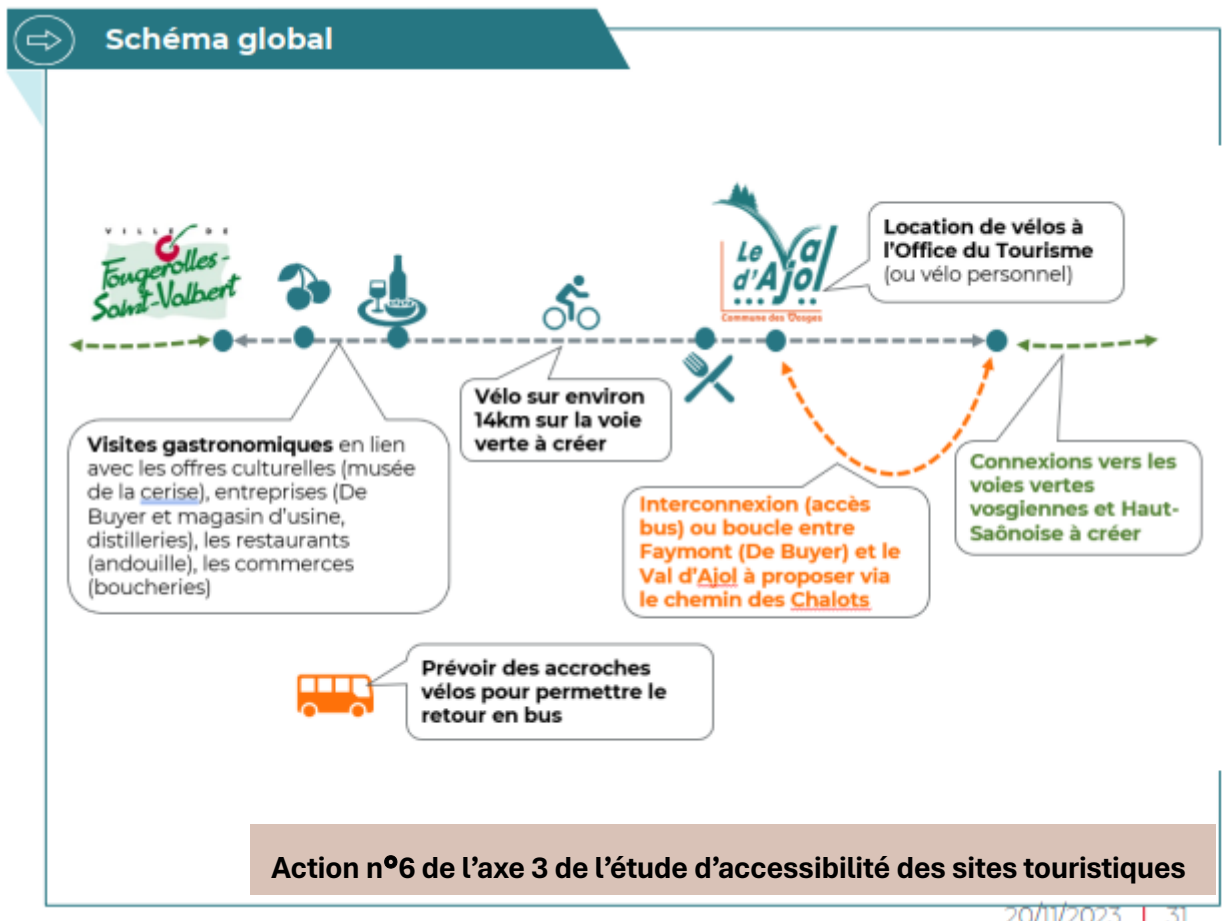 Schéma global
VILLE DE
Fougerolles-
Saint-Valbert
Le Val
d'Ajol
Commune des Vosges
Location de vélos à
l'Office du Tourisme
(ou vélo personnel)
Vélo sur environ
14km sur la voie
verte à créer
Visites gastronomiques en lien
avec les offres culturelles (musée
de la cerise), entreprises (De
Buyer et magasin d'usine,
distilleries), les restaurants
(andouille), les commerces
(boucheries)
Interconnexion (accès
bus) ou boucle entre
Faymont (De Buyer) et le
Val d'Ajol à proposer via
le chemin des Chalots
Connexions vers les
voies vertes
vosgiennes et Haut-
Saônoise à créer
Prévoir des accroches
vélos pour permettre le
retour en bus
Action n°6 de l'axe 3 de l'étude d'accessibilité des sites touristiques
20/11/2023 | 31